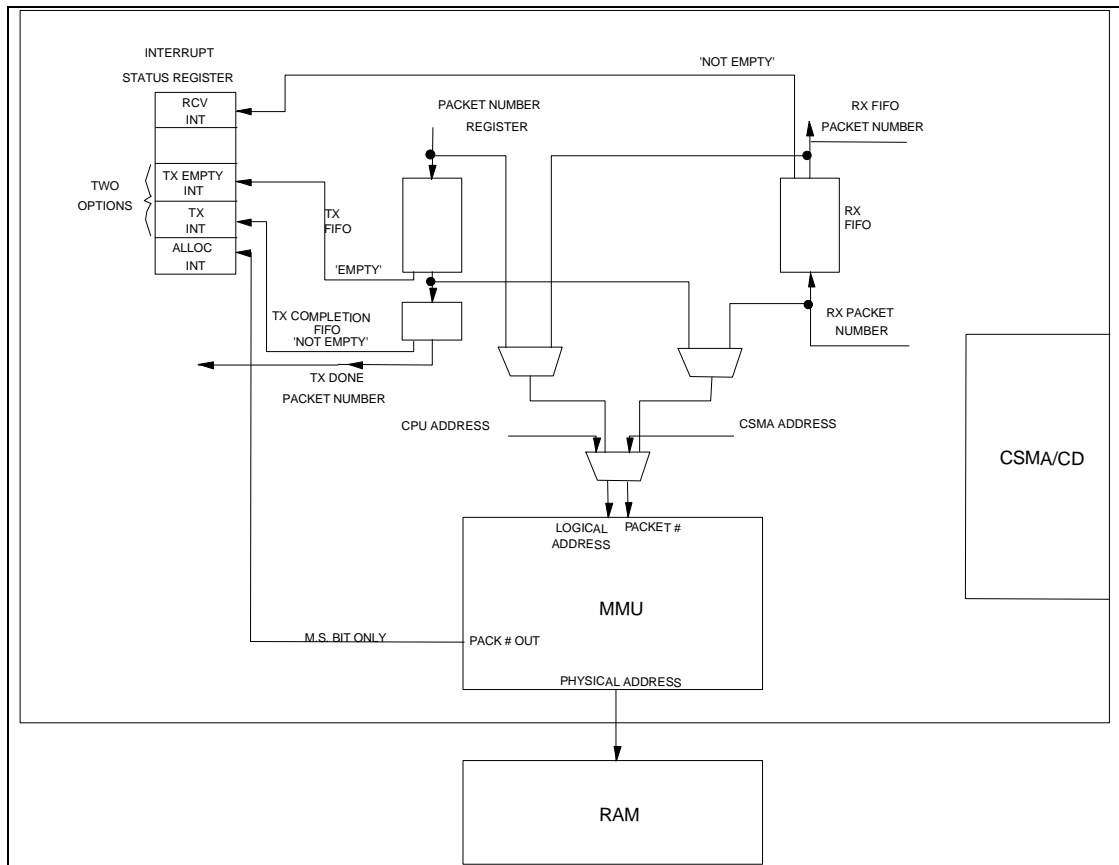 INTERRUPT
STATUS REGISTER
RCV
INT
TX EMPTY
INT
TX
INT
ALLOC
INT
TWO
OPTIONS
'NOT EMPTY'
PACKET NUMBER
REGISTER
RX FIFO
PACKET NUMBER
TX
FIFO
RX
FIFO
'EMPTY'
TX COMPLETION
FIFO
'NOT EMPTY'
TX DONE
PACKET NUMBER
RX PACKET
NUMBER
CPU ADDRESS
CSMA ADDRESS
CSMA/CD
LOGICAL
ADDRESS
PACKET #
MMU
M.S. BIT ONLY
PACK # OUT
PHYSICAL ADDRESS
RAM